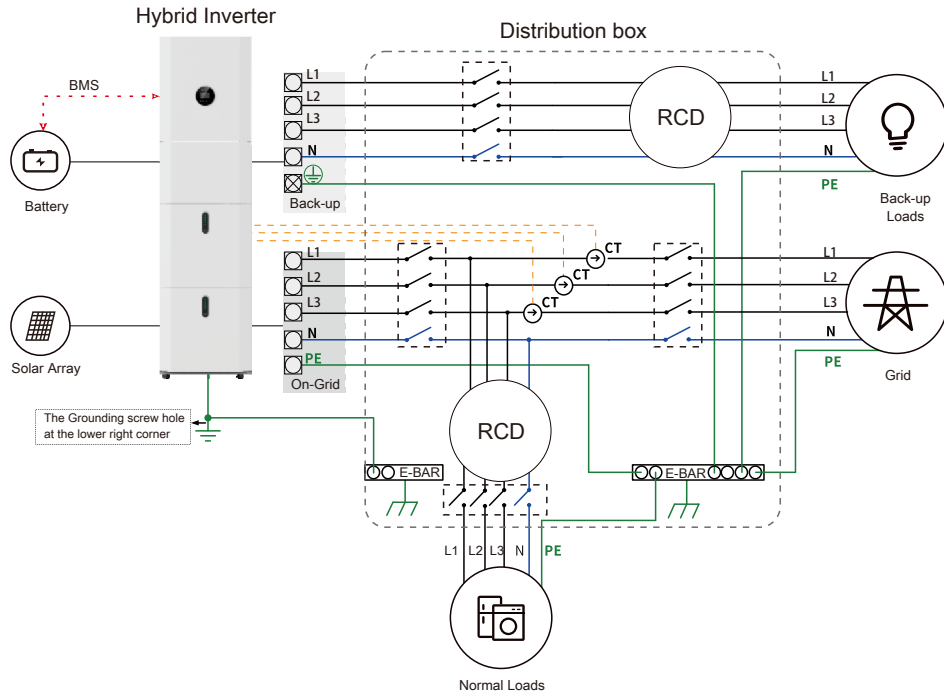 Hybrid Inverter
Distribution box
BMS
Battery
Solar Array
L1
L2
L3
N
Back-up
RCD
L1
L2
L3
N
PE
Back-up
Loads
L1
L2
L3
N
PE
On-Grid
CT
CT
CT
L1
L2
L3
N
PE
Grid
The Grounding screw hole
at the lower right corner
RCD
E-BAR
E-BAR
L1
L2
L3
N
PE
Normal Loads